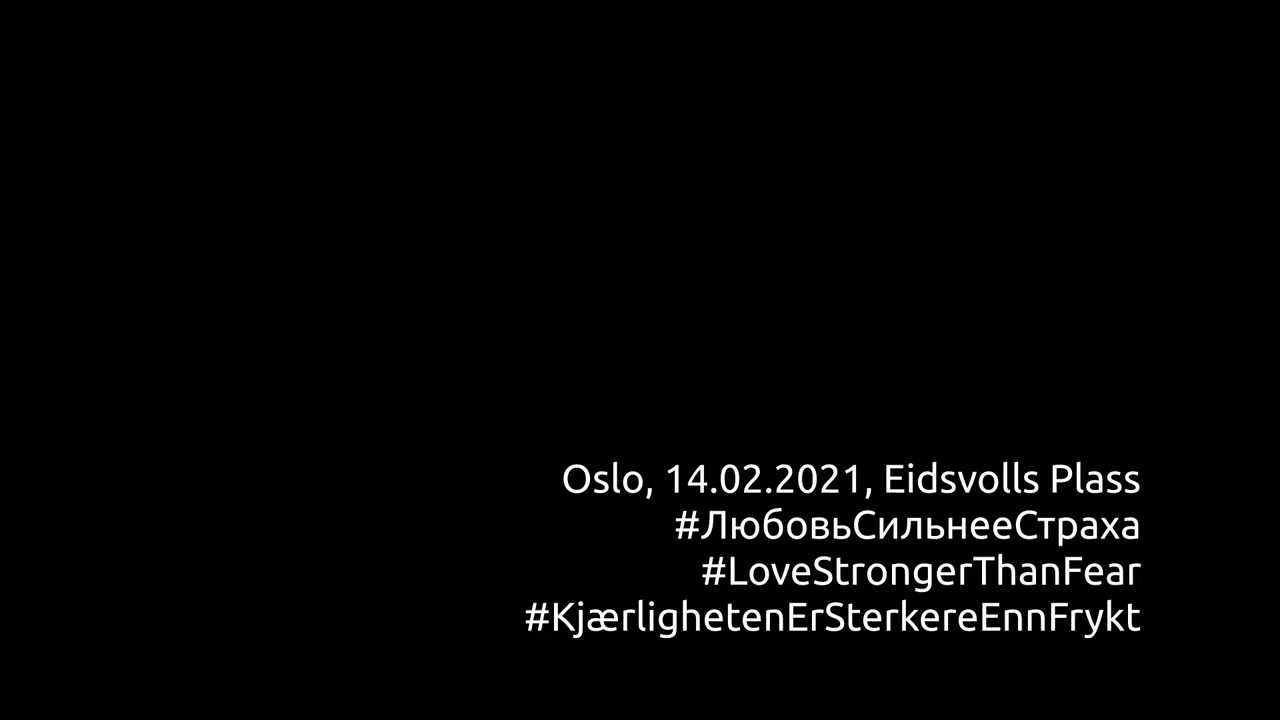 Oslo, 14.02.2021, Eidsvolls Plass
#ЛюбовьСильнееСтраха
#LoveStrongerThanFear
#KjærlighetenErSterkereEnnFrykt